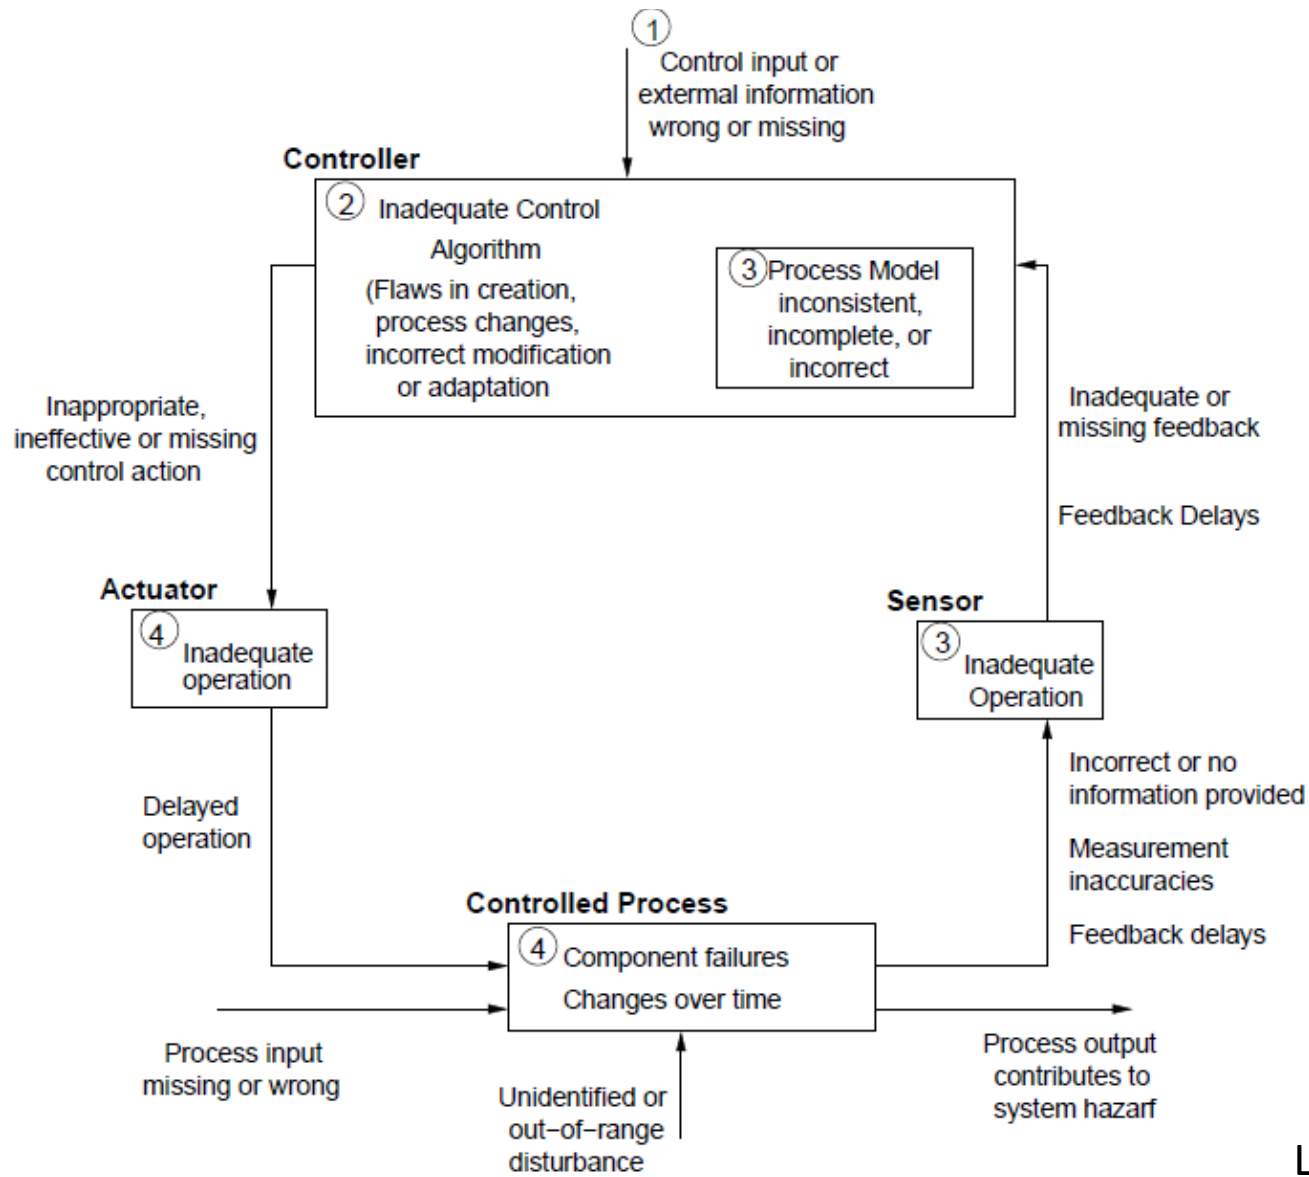 1
Control input or
extermal information
wrong or missing
Controller
2 Inadequate Control
Algorithm
(Flaws in creation,
process changes,
incorrect modification
or adaptation
3 Process Model
inconsistent,
incomplete, or
incorrect
Inappropriate,
ineffective or missing
control action
Inadequate or
missing feedback
Feedback Delays
Actuator
4 Inadequate
operation
Sensor
3 Inadequate
Operation
Delayed
operation
Incorrect or no
information provided
Measurement
inaccuracies
Feedback delays
Controlled Process
4 Component failures
Changes over time
Process input
missing or wrong
Unidentified or
out-of-range
disturbance
Process output
contributes to
system hazarf
L